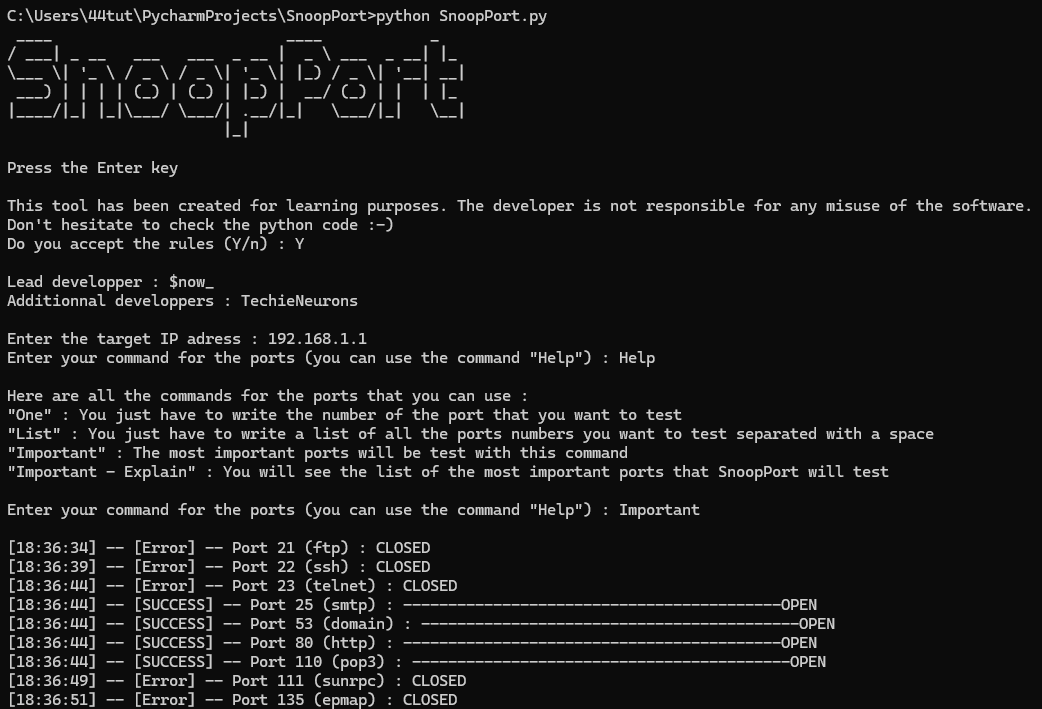 C:\Users\44tut\PycharmProjects\SnoopPort>python SnoopPort.py
SnoopPort
Press the Enter key
This tool has been created for learning purposes. The developer is not responsible for any misuse of the software.
Don't hesitate to check the python code :-)
Do you accept the rules (Y/n) : Y
Lead developper : $now_
Additionnal developpers : TechieNeurons
Enter the target IP adress : 192.168.1.1
Enter your command for the ports (you can use the command "Help") : Help
Here are all the commands for the ports that you can use :
"One" : You just have to write the number of the port that you want to test
"List" : You just have to write a list of all the ports numbers you want to test separated with a space
"Important" : The most important ports will be test with this command
"Important - Explain" : You will see the list of the most important ports that SnoopPort will test
Enter your command for the ports (you can use the command "Help") : Important
[18:36:34] -- [Error] -- Port 21 (ftp) : CLOSED
[18:36:39] -- [Error] -- Port 22 (ssh) : CLOSED
[18:36:44] -- [Error] -- Port 23 (telnet) : CLOSED
[18:36:44] -- [SUCCESS] -- Port 25 (smtp) : ------------------------------------------OPEN
[18:36:44] -- [SUCCESS] -- Port 53 (domain) : ------------------------------------------OPEN
[18:36:44] -- [SUCCESS] -- Port 80 (http) : ------------------------------------------OPEN
[18:36:44] -- [SUCCESS] -- Port 110 (pop3) : ------------------------------------------OPEN
[18:36:49] -- [Error] -- Port 111 (sunrpc) : CLOSED
[18:36:51] -- [Error] -- Port 135 (epmap) : CLOSED